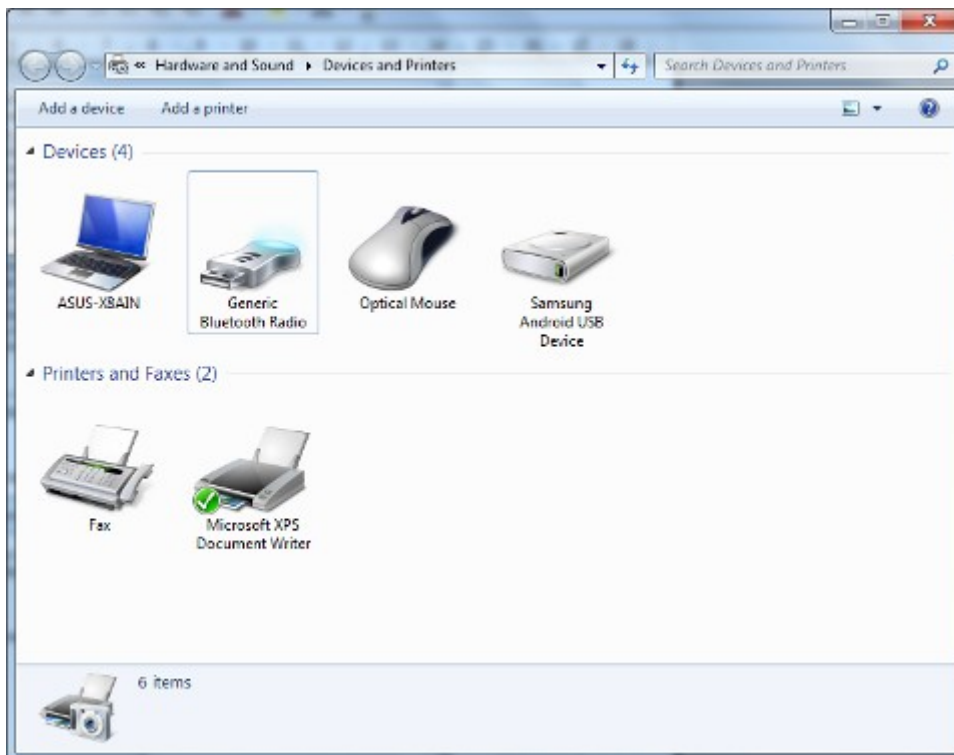 Hardware and Sound Devices and Printers
Search Devices and Printers
Add a device Add a printer
Devices (4)
ASUS-XBAIN
Generic
Bluetooth Radio
Optical Mouse
Samsung
Android USB
Device
Printers and Faxes (2)
Fax
Microsoft XPS
Document Writer
6 items